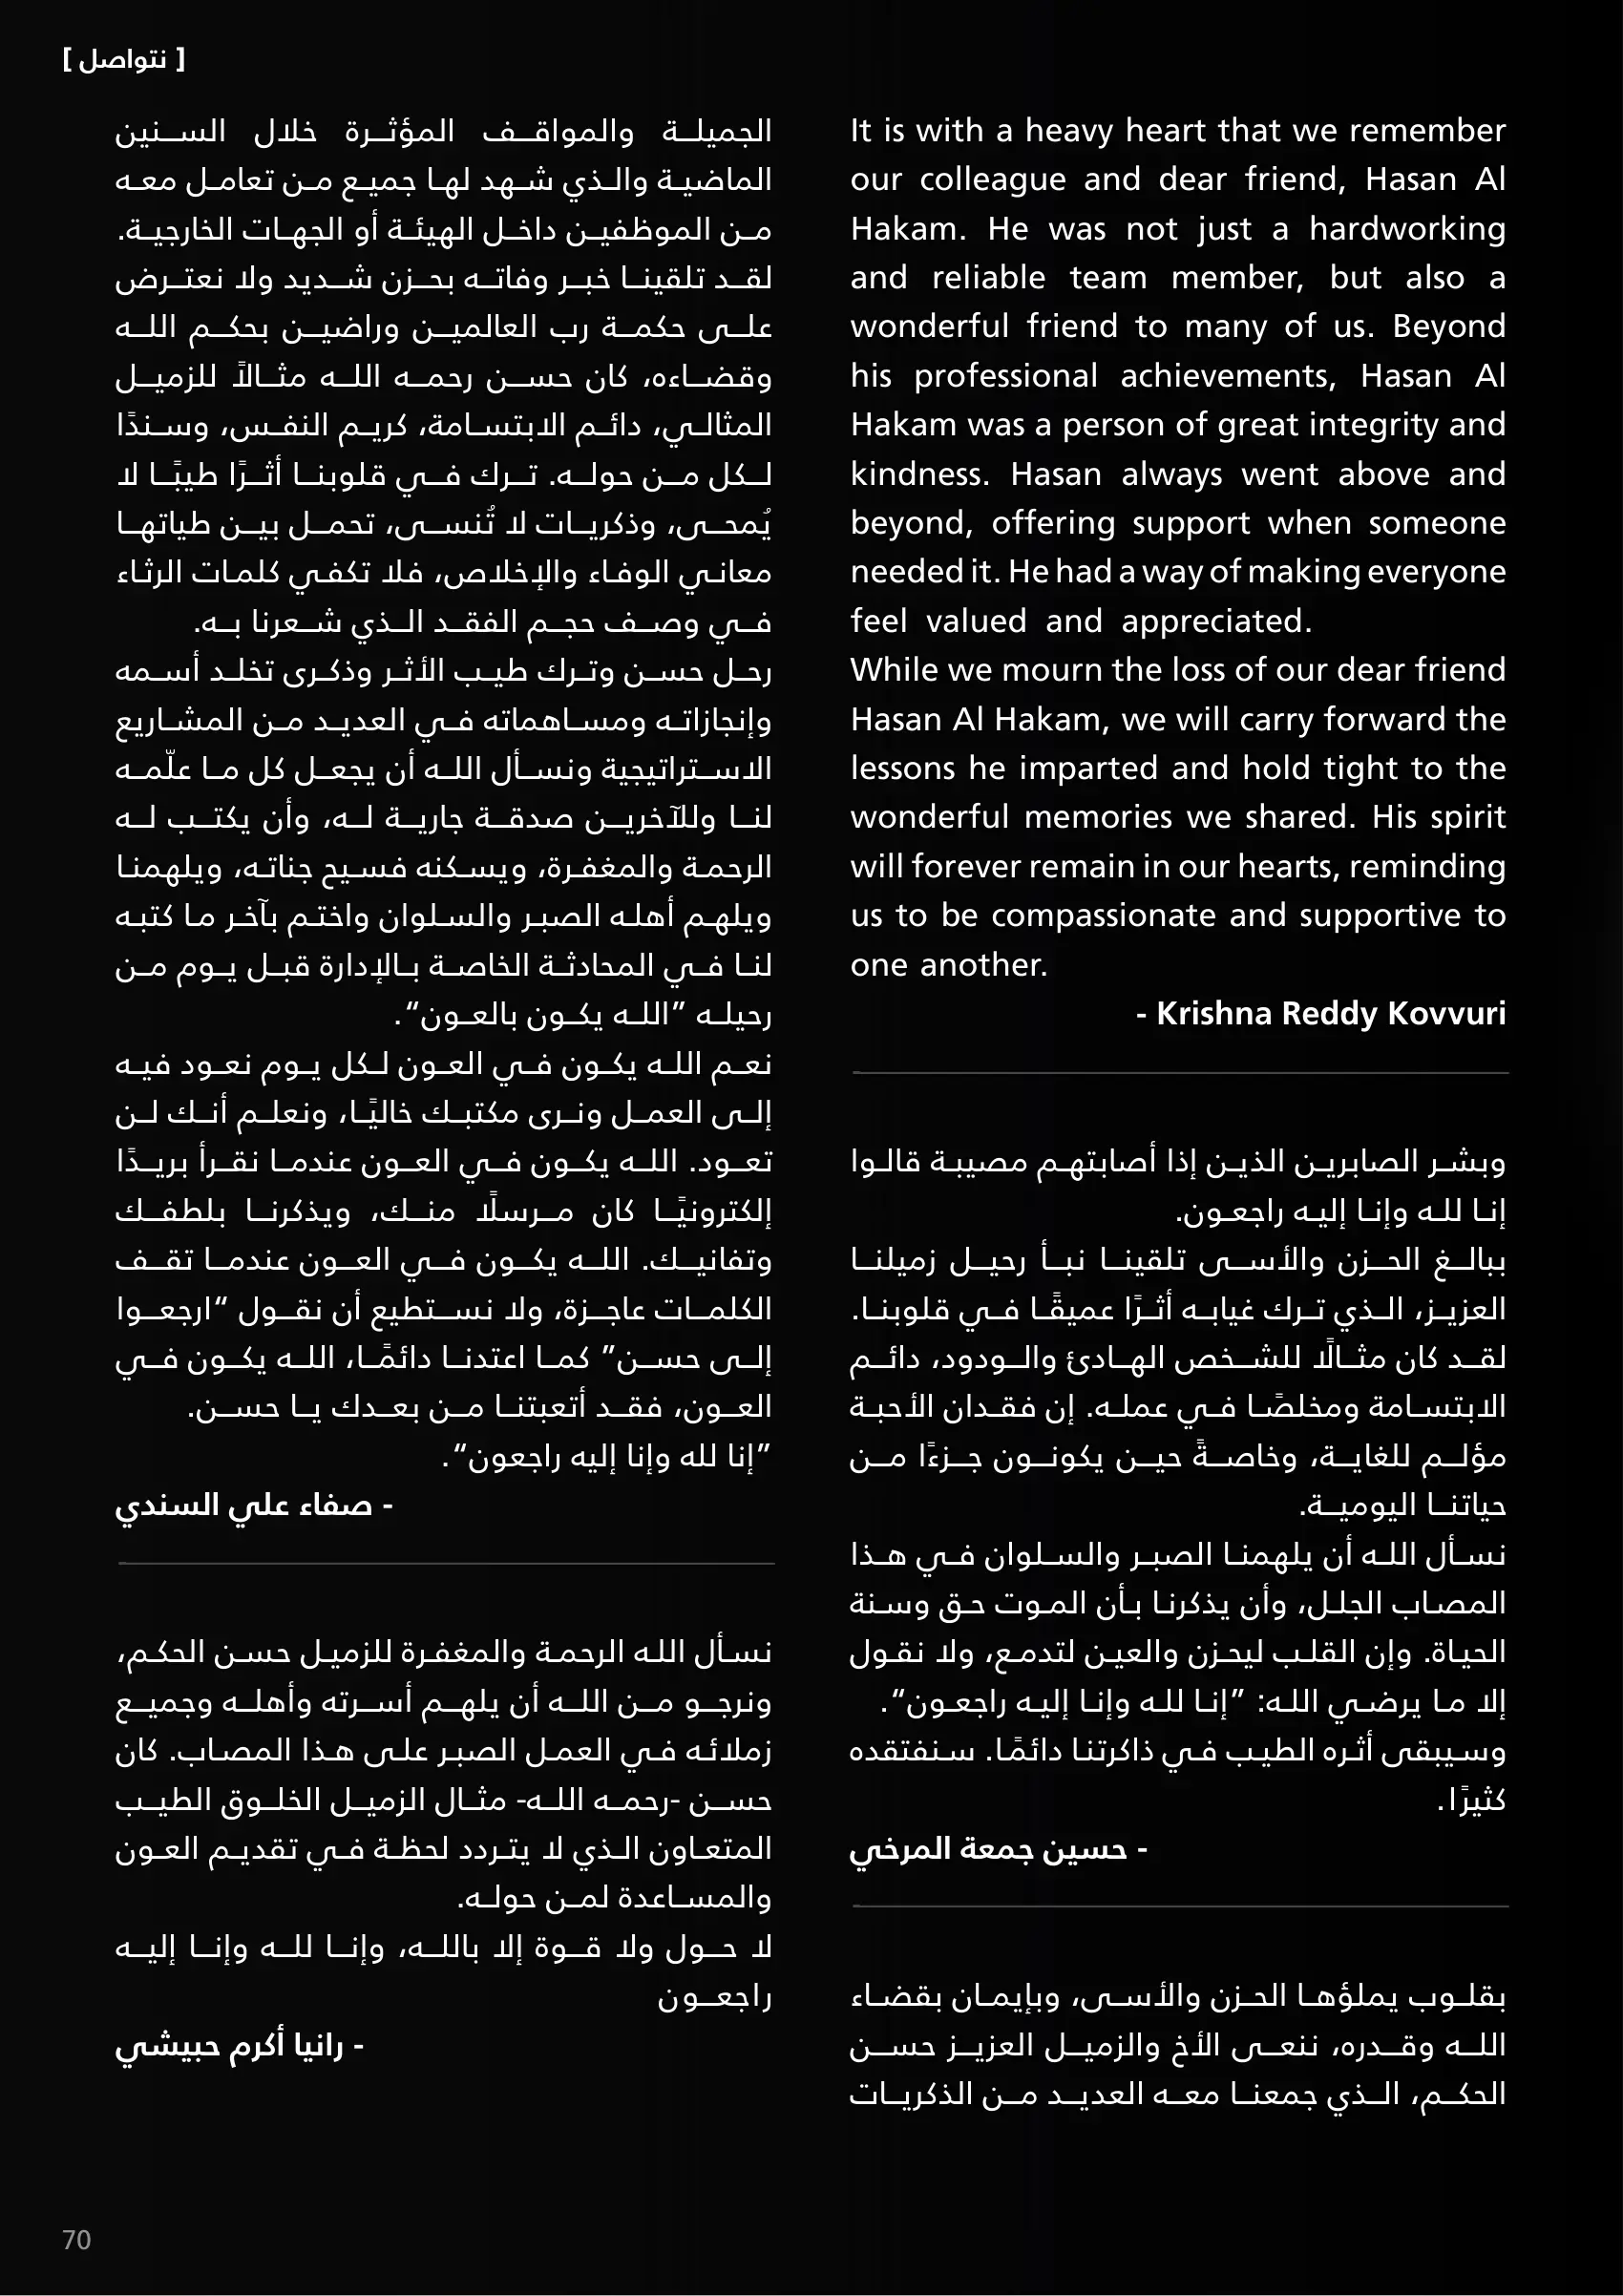 [ نتواصل ]
It is with a heavy heart that we remember
our colleague and dear friend, Hasan Al
Hakam. He was not just a hardworking
and reliable team member, but also a
wonderful friend to many of us. Beyond
his professional achievements, Hasan Al
Hakam was a person of great integrity and
kindness. Hasan always went above and
beyond, offering support when someone
needed it. He had a way of making everyone
feel valued and appreciated.
While we mourn the loss of our dear friend
Hasan Al Hakam, we will carry forward the
lessons he imparted and hold tight to the
wonderful memories we shared. His spirit
will forever remain in our hearts, reminding
us to be compassionate and supportive to
one another.
- Krishna Reddy Kovvuri
وبشر الصابرين الذين إذا أصابتهم مصيبة قالوا
إنا لله وإنا إليه راجعون.
ببالغ الحزن والأسى تلقينا نبأ رحيل زميلنا
العزيز، الذي ترك غيابه أثرًا عميقًا في قلوبنا.
لقد كان مثالًا للشخص الهادئ والودود، دائم
الابتسامة ومخلصًا في عمله. إن فقدان الأحبة
مؤلم للغاية، وخاصةً حين يكونون جزءًا من
حياتنا اليومية.
نسأل الله أن يلهمنا الصبر والسلوان في هذا
المصاب الجلل، وأن يذكرنا بأن الموت حق وسنة
الحياة. وإن القلب ليحزن والعين لتدمع، ولا نقول
إلا ما يرضي الله: ”إنا لله وإنا إليه راجعون“.
وسيبقى أثره الطيب في ذاكرتنا دائمًا. سنفتقده
كثيرًا.
- حسين جمعة المرخي
بقلوب يملؤها الحزن والأسى، وبإيمان بقضاء
الله وقدره، ننعى الأخ والزميل العزيز حسن
الحكم، الذي جمعنا معه العديد من الذكريات
الجميلة والمواقف المؤثرة خلال السنين
الماضية والذي شهد لها جميع من تعامل معه
من الموظفين داخل الهيئة أو الجهات الخارجية.
لقد تلقينا خبر وفاته بحزن شديد ولا نعترض
على حكمة رب العالمين وراضين بحكم الله
وقضاءه، كان حسن رحمه الله مثالاً للزميل
المثالي، دائم الابتسامة، كريم النفس، وسندًا
لكل من حوله. ترك في قلوبنا أثرًا طيبًا لا
يُمحى، وذكريات لا تُنسى، تحمل بين طياتها
معاني الوفاء والإخلاص، فلا تكفي كلمات الرثاء
في وصف حجم الفقد الذي شعرنا به.
رحل حسن وترك طيب الأثر وذكرى تخلد أسمه
وإنجازاته ومساهماته في العديد من المشاريع
الاستراتيجية ونسأل الله أن يجعل كل ما علّمه
لنا وللآخرين صدقة جارية له، وأن يكتب له
الرحمة والمغفرة، ويسكنه فسيح جناته، ويلهمنا
ويلهم أهله الصبر والسلوان واختم بآخر ما كتبه
لنا في المحادثة الخاصة بالإدارة قبل يوم من
رحيله ”الله يكون بالعون“.
نعم الله يكون في العون لكل يوم نعود فيه
إلى العمل ونرى مكتبك خاليًا، ونعلم أنك لن
تعود. الله يكون في العون عندما نقرأ بريدًا
إلكترونيًا كان مرسلًا منك، ويذكرنا بلطفك
وتفانيك. الله يكون في العون عندما تقف
الكلمات عاجزة، ولا نستطيع أن نقول “ارجعوا
إلى حسن” كما اعتدنا دائمًا، الله يكون في
العون، فقد أتعبتنا من بعدك يا حسن.
”إنا لله وإنا إليه راجعون“.
- صفاء علي السندي
نسأل الله الرحمة والمغفرة للزميل حسن الحكم،
ونرجو من الله أن يلهم أسرته وأهله وجميع
زملائه في العمل الصبر على هذا المصاب. كان
حسن -رحمه الله- مثال الزميل الخلوق الطيب
المتعاون الذي لا يتردد لحظة في تقديم العون
والمساعدة لمن حوله.
لا حول ولا قوة إلا بالله، وإنا لله وإنا إليه
راجعون
- رانيا أكرم حبيشي
70